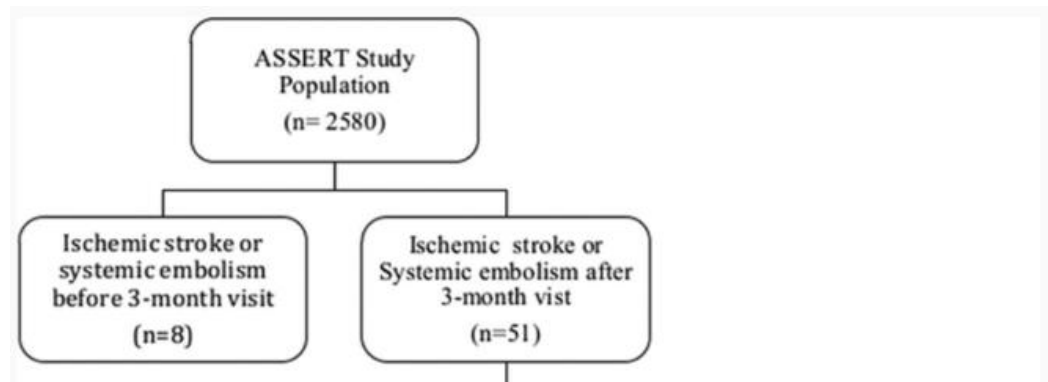 ASSERT Study
Population
(n= 2580)
Ischemic stroke or
systemic embolism
before 3-month visit
(n=8)
Ischemic stroke or
Systemic embolism after
3-month vist
(n=51)